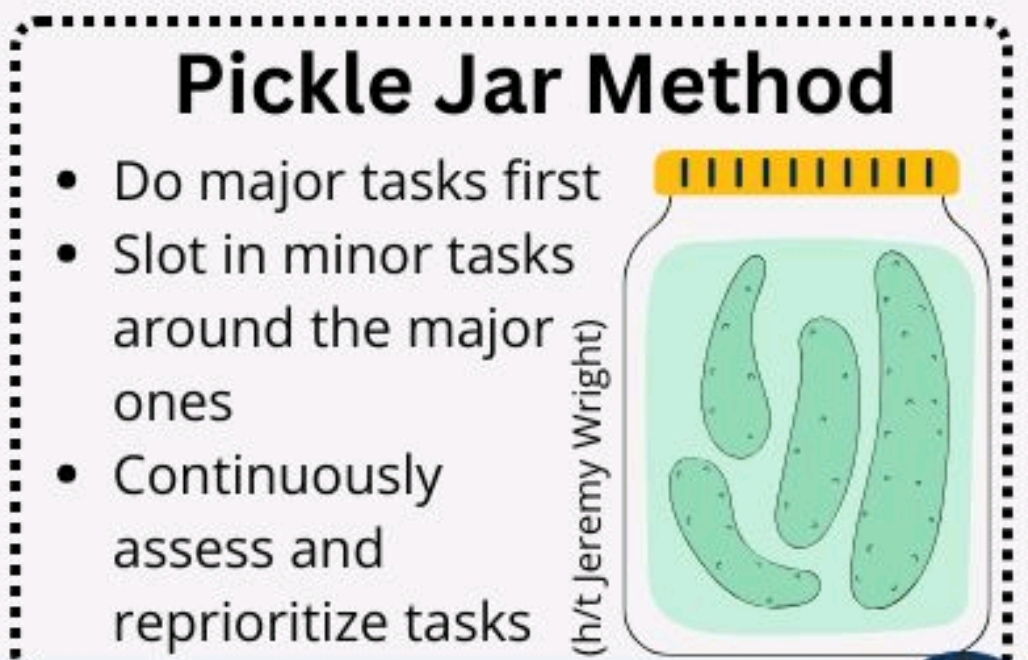 Pickle Jar Method
• Do major tasks first
• Slot in minor tasks
around the major
ones
• Continuously
assess and
reprioritize tasks
(h/t Jeremy Wright)